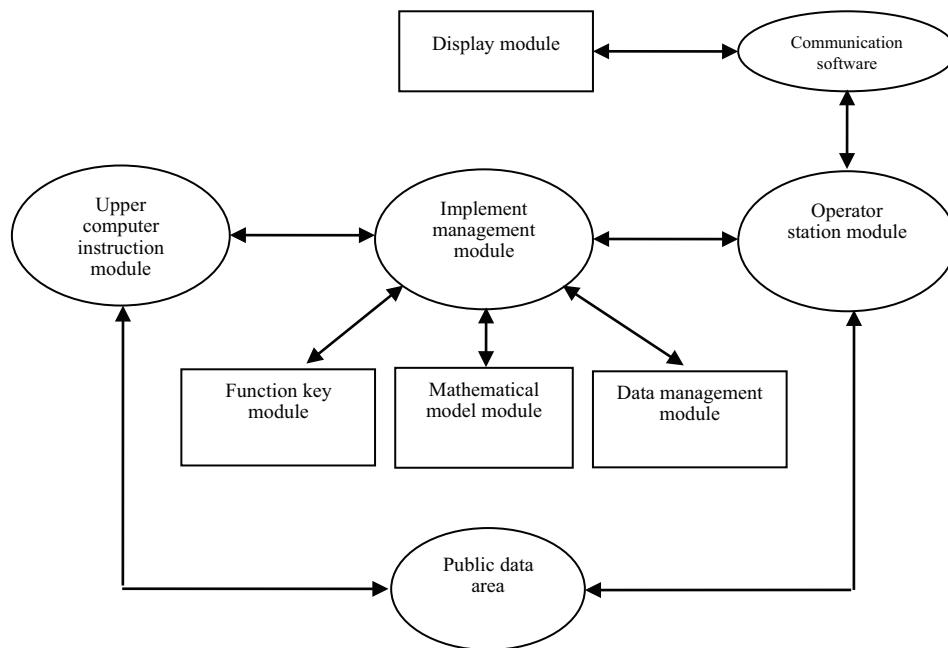 Display module
Communication
software
Upper
computer
instruction
module
Implement
management
module
Operator
station module
Function key
module
Mathematical
model module
Data management
module
Public data
area